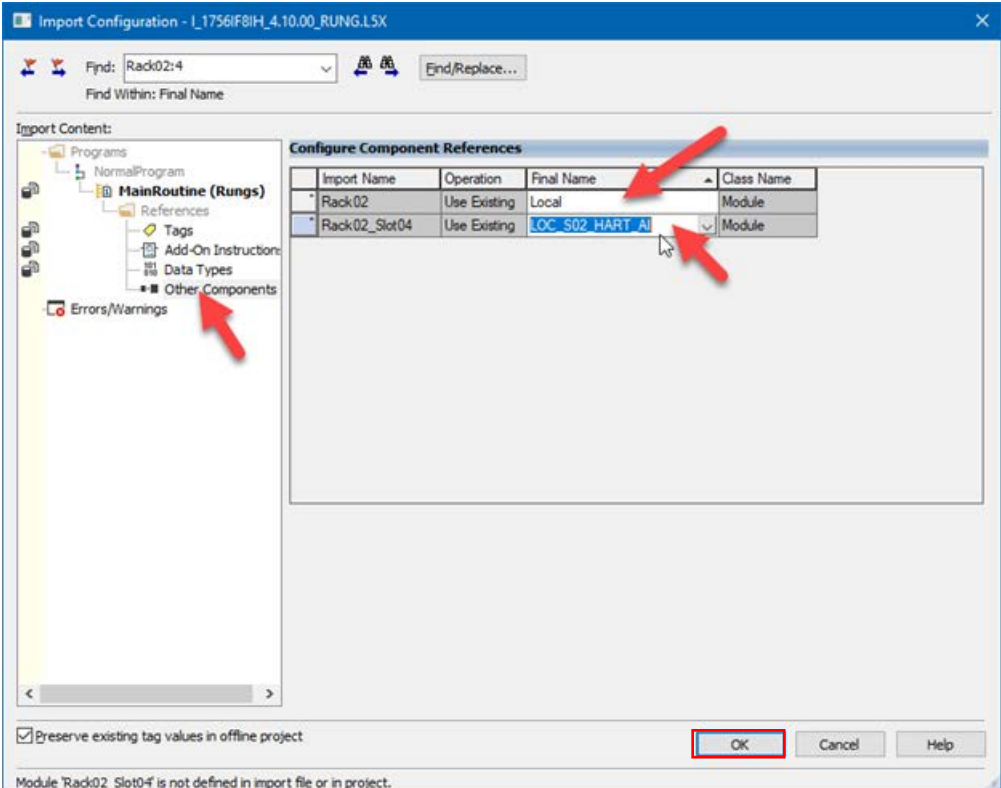 Import Configuration - I_1756IF8IH_4.10.00_RUNG.L5X
Find: Rack02:4 Find/Replace...
Find Within: Final Name
Import Content:
Programs
NormalProgram
MainRoutine (Rungs)
References
Tags
Add-On Instructions
Data Types
Other Components
Errors/Warnings
Configure Component References
Import Name Operation Final Name Class Name
Rack02 Use Existing Local Module
Rack02_Slot04 Use Existing LOC_S02_HART_AI Module
Preserve existing tag values in offline project
OK Cancel Help
Module 'Rack02_Slot04' is not defined in import file or in project.